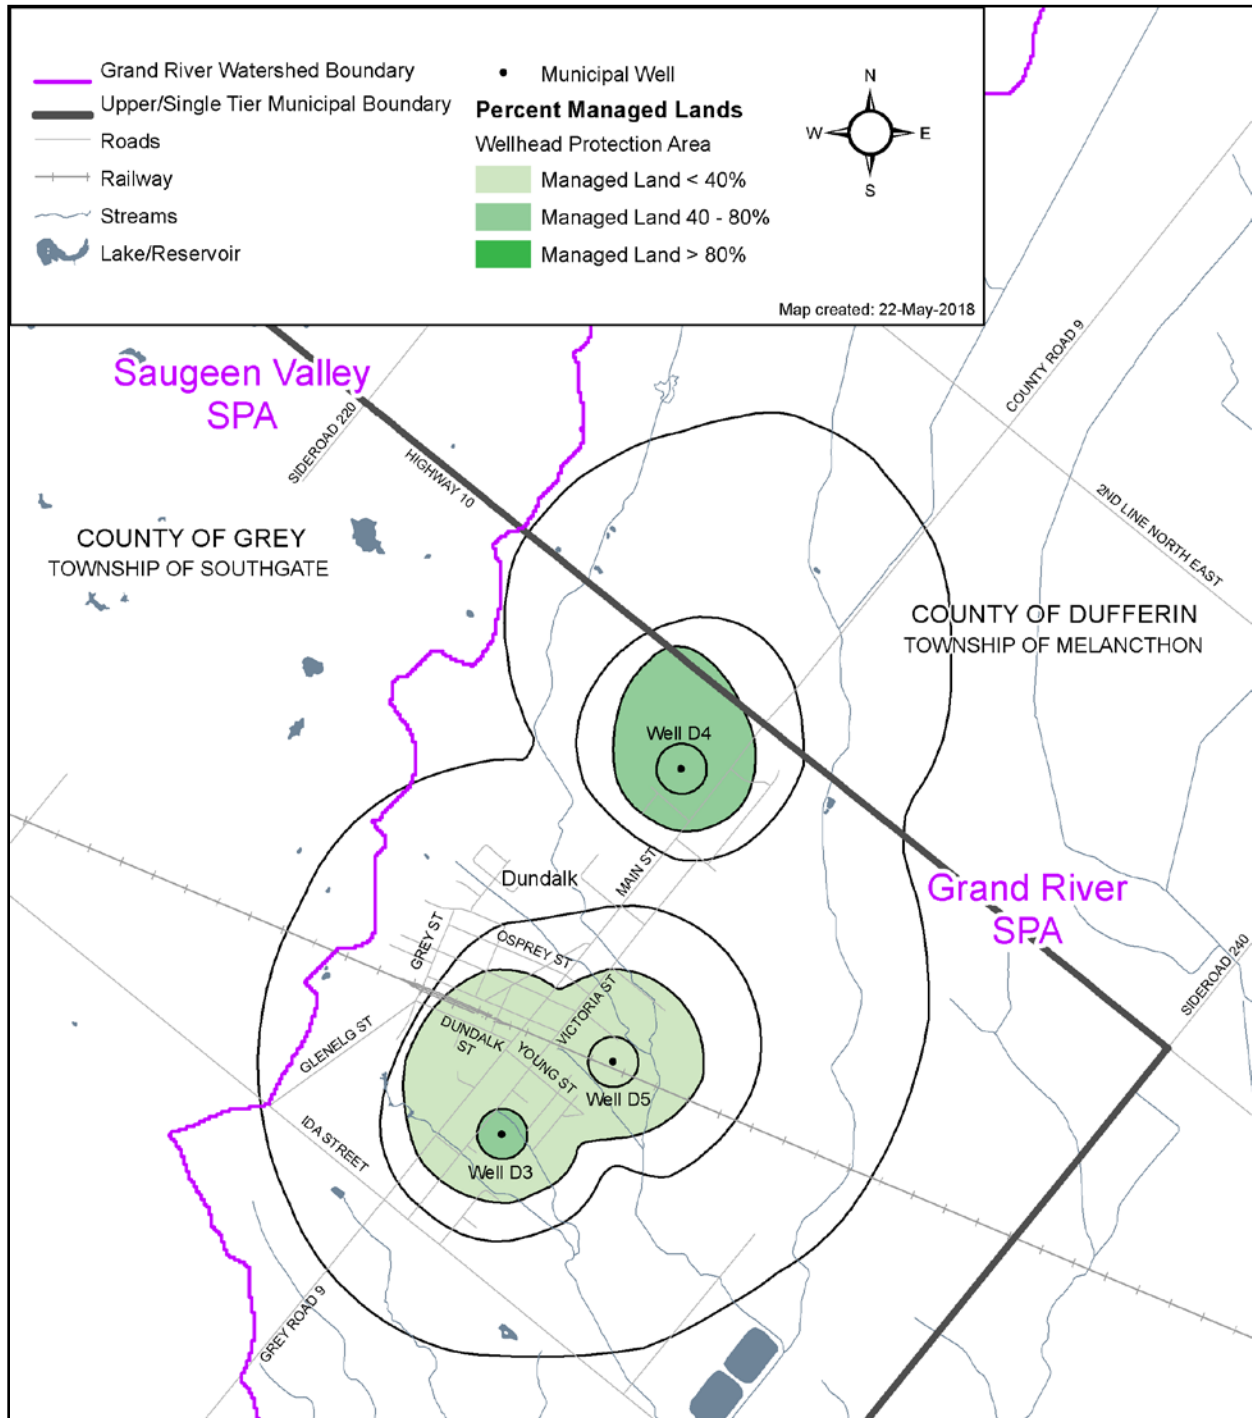 Grand River Watershed Boundary
Upper/Single Tier Municipal Boundary
Roads
Railway
Streams
Lake/Reservoir
Municipal Well
Percent Managed Lands
Wellhead Protection Area
Managed Land < 40%
Managed Land 40 - 80%
Managed Land > 80%
N
W
E
S
Map created: 22-May-2018
Saugeen Valley
SPA
SIDEROAD 220
HIGHWAY 10
COUNTY ROAD 9
2ND LINE NORTH EAST
COUNTY OF GREY
TOWNSHIP OF SOUTHGATE
COUNTY OF DUFFERIN
TOWNSHIP OF MELANCTHON
Well D4
MAIN ST
Dundalk
Grand River
SPA
GREY ST
OSPREY ST
SIDEROAD 240
VICTORIA ST
GLENELG ST
DUNDALK
ST
YOUNG ST
Well D5
IDA STREET
Well D3
GREY ROAD 9